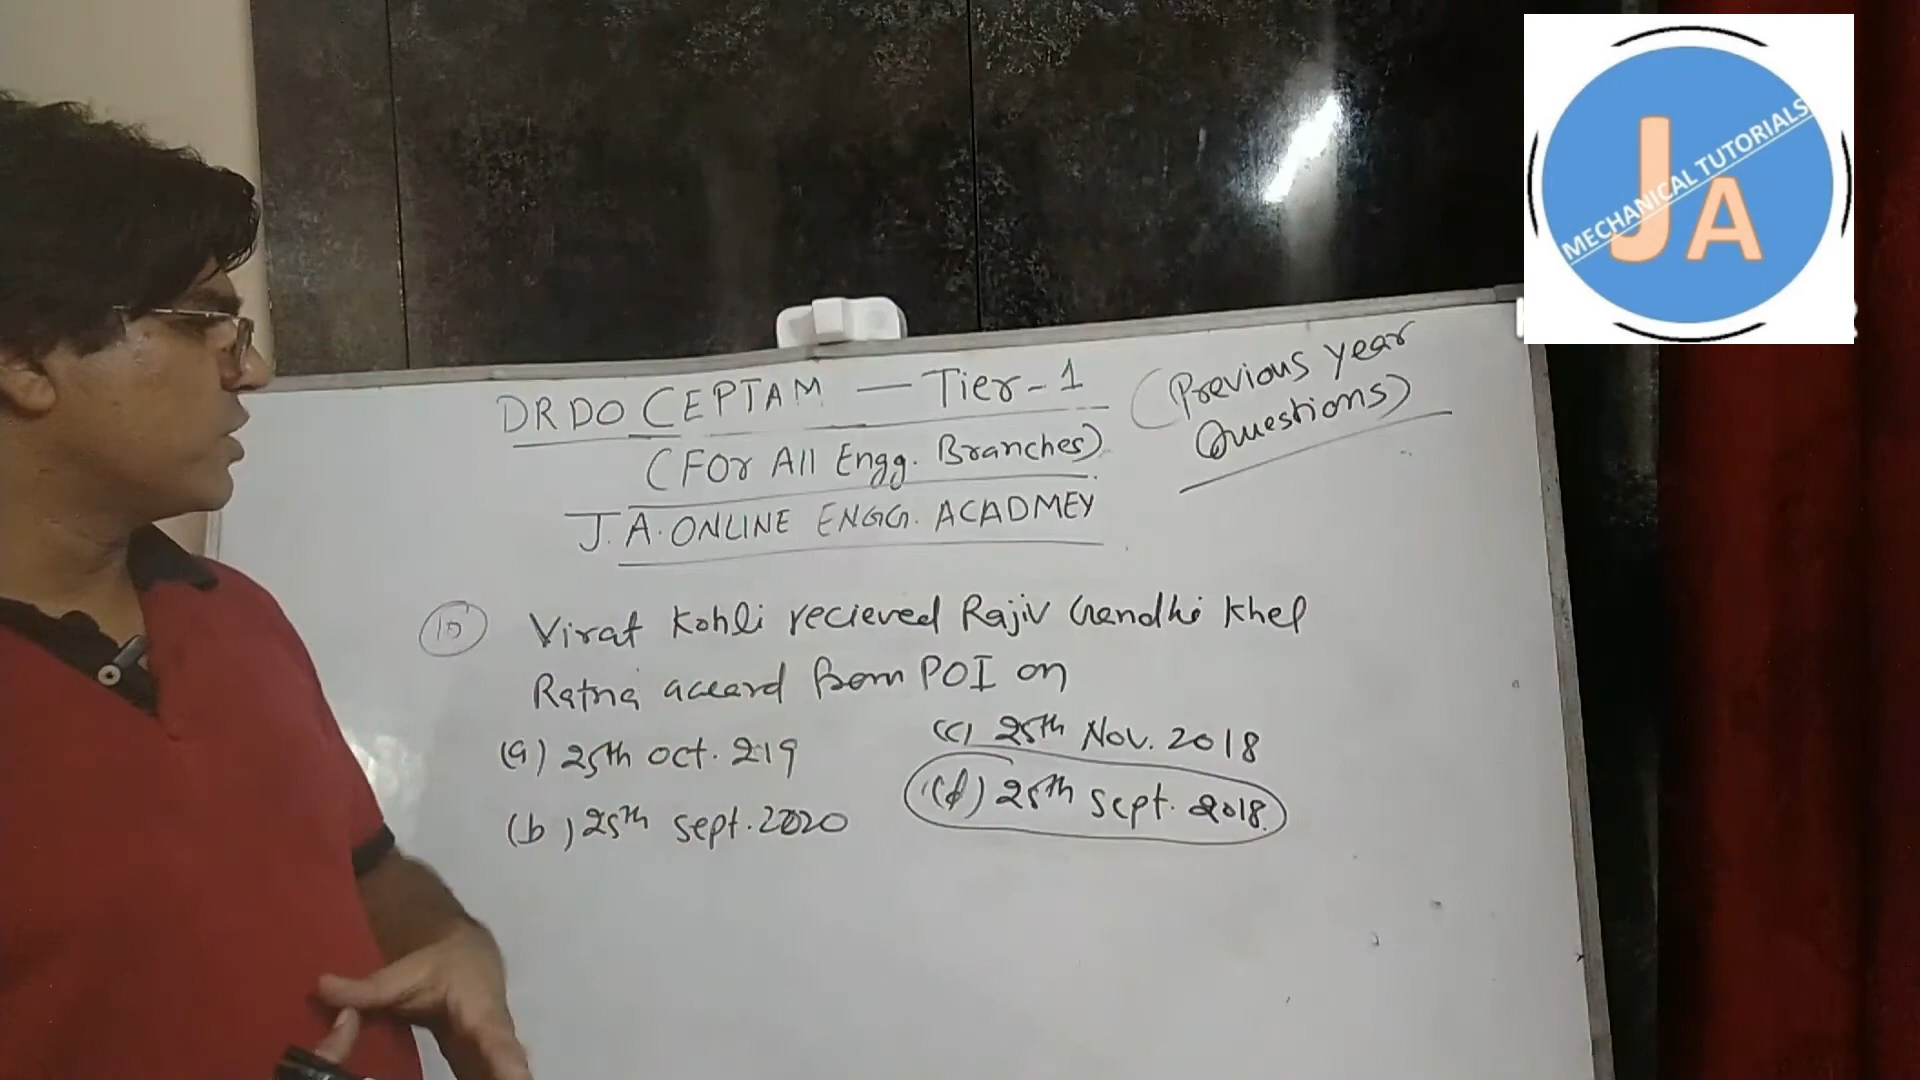 DRDO CEPTAM - Tier-1
(Previous year
Questions)
(For All Engg. Branches)
J.A. ONLINE ENGG. ACADMEY
10 Virat Kohli recieved Rajiv Gandhi Khel
Ratna award from POI on
(a) 25th oct. 219
(b) 25th sept. 2020
(c) 25th Nov. 2018
(d) 25th sept. 2018
JA
MECHANICAL TUTORIALS